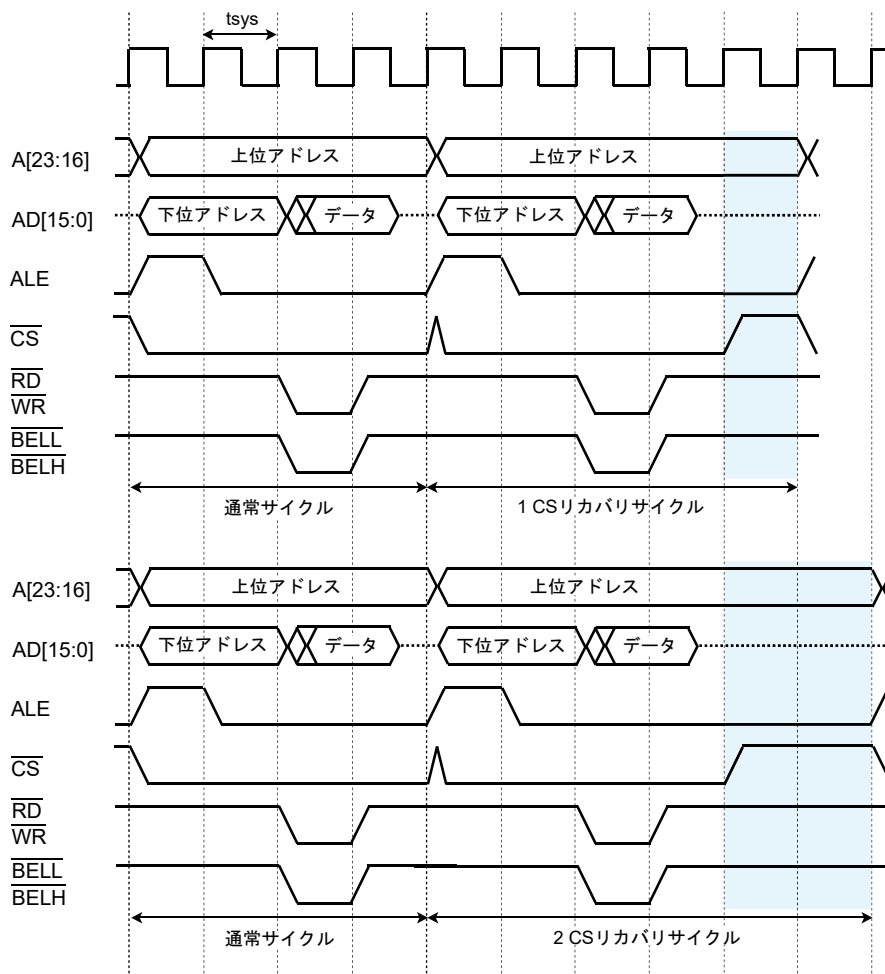 tsys
A[23:16]
上位アドレス
上位アドレス
AD[15:0]
下位アドレス
データ
下位アドレス
データ
ALE
CS
RD
WR
BELL
BELH
通常サイクル
1 CSリカバリサイクル
A[23:16]
上位アドレス
上位アドレス
AD[15:0]
下位アドレス
データ
下位アドレス
データ
ALE
CS
RD
WR
BELL
BELH
通常サイクル
2 CSリカバリサイクル